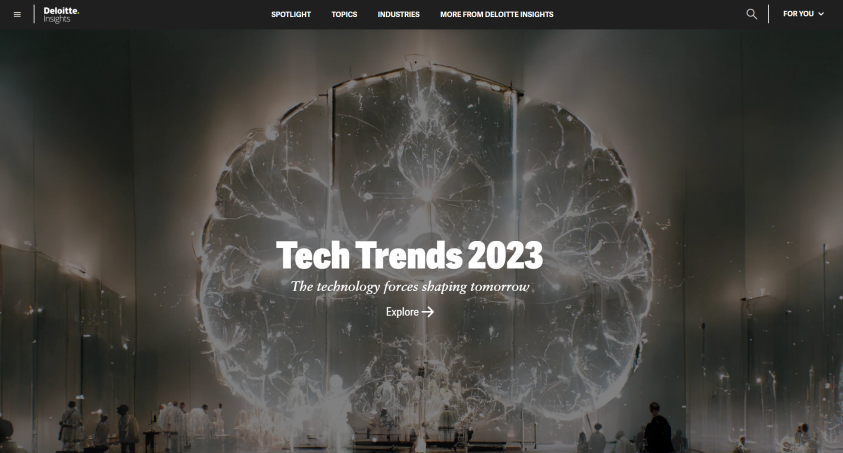 Deloitte.
Insights
SPOTLIGHT TOPICS INDUSTRIES MORE FROM DELOITTE INSIGHTS
FOR YOU
Tech Trends 2023
The technology forces shaping tomorrow
Explore